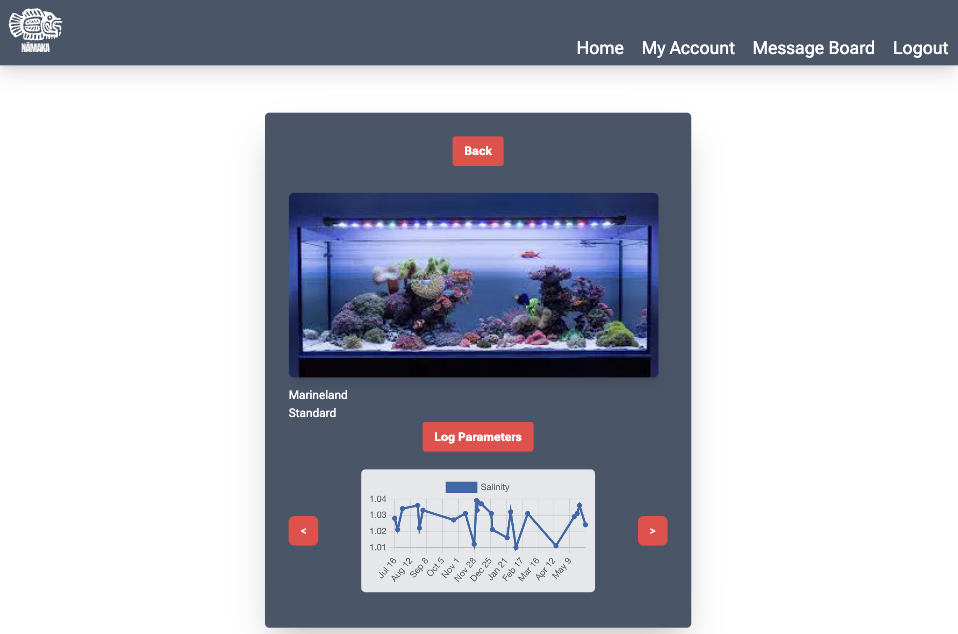 NĀMAKA
Home My Account Message Board Logout
Back
Marineland
Standard
Log Parameters
Salinity
1.04
1.03
1.02
1.01
Jul 16 Aug 12 Sep 8 Oct 5 Nov 1 Nov 28 Dec 25 Jan 21 Feb 17 Mar 16 Apr 12 May 9
<
>